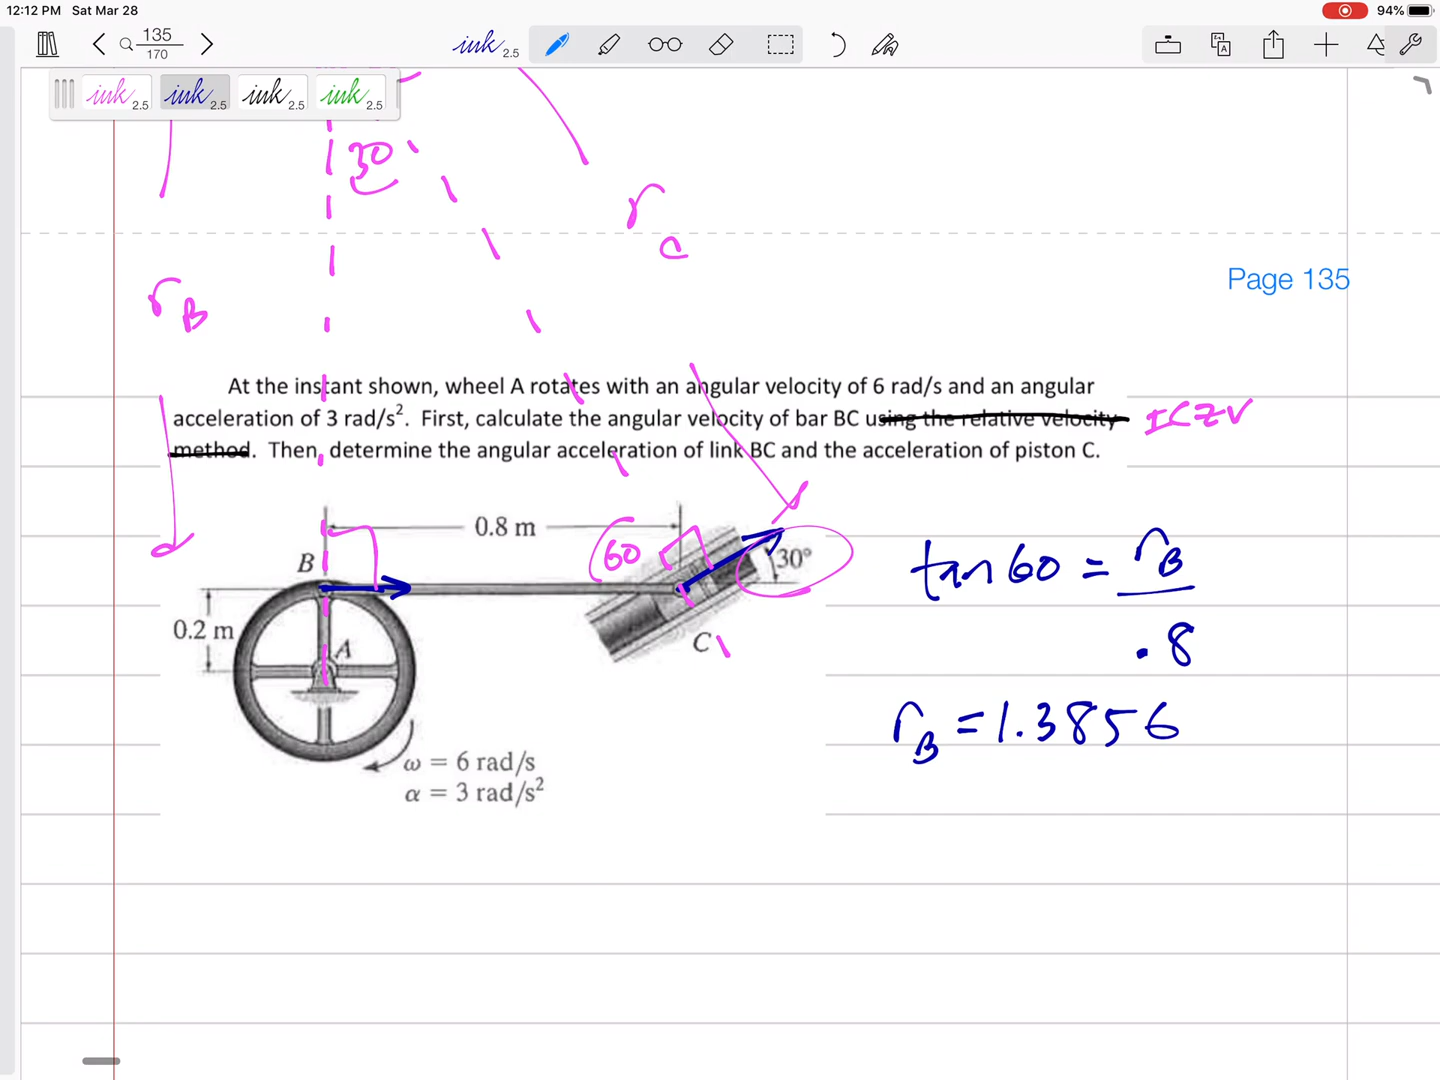 12:12 PM Sat Mar 28
94%
135
170
ink 2.5
ink 2.5
ink 2.5
ink 2.5
ink 2.5
30
r C
r B
Page 135
At the instant shown, wheel A rotates with an angular velocity of 6 rad/s and an angular
acceleration of 3 rad/s². First, calculate the angular velocity of bar BC using the relative velocity
method. Then, determine the angular acceleration of link BC and the acceleration of piston C.
ICZV
0.8 m
B
60
30°
0.2 m
A
C
ω = 6 rad/s
α = 3 rad/s²
tan 60 = rB
.8
rB = 1.3856